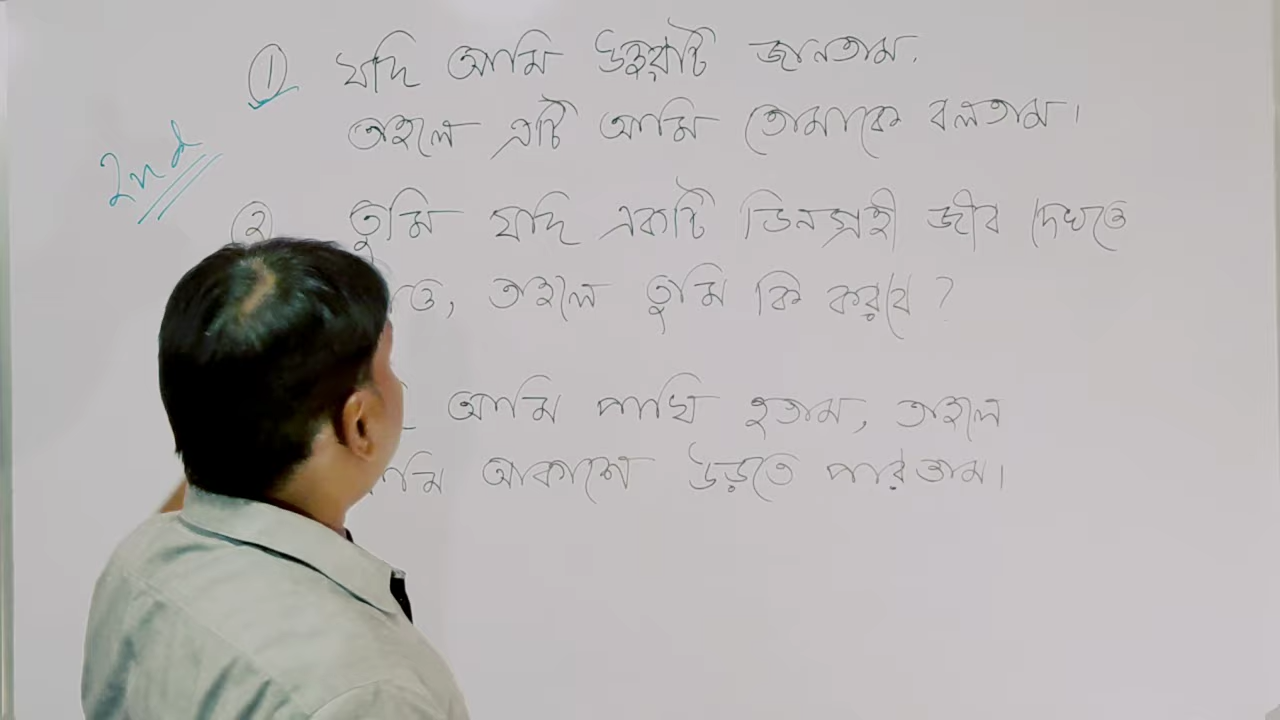 ① যদি আমি উত্তরটি জানতাম,
তাহলে এটি আমি তোমাকে বলতাম।
2nd
② তুমি যদি একটি ভিনগ্রহী জীব দেখতে
তে, তাহলে তুমি কি করবে?
আমি পাখি হতাম, তাহলে
আমি আকাশে উড়তে পারতাম।